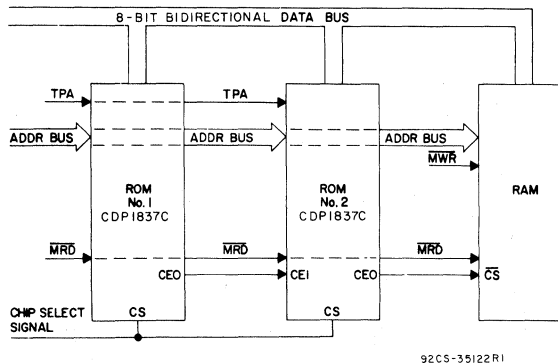 8-BIT BIDIRECTIONAL DATA BUS
TPA
TPA
ADDR BUS
ADDR BUS
ADDR BUS
MWR
ROM
No. 1
CDP1837C
ROM
No. 2
CDP1837C
RAM
MRD
MRD
MRD
CEO
CEI
CEO
CS
CHIP SELECT
SIGNAL
CS
CS
92CS-35122R1